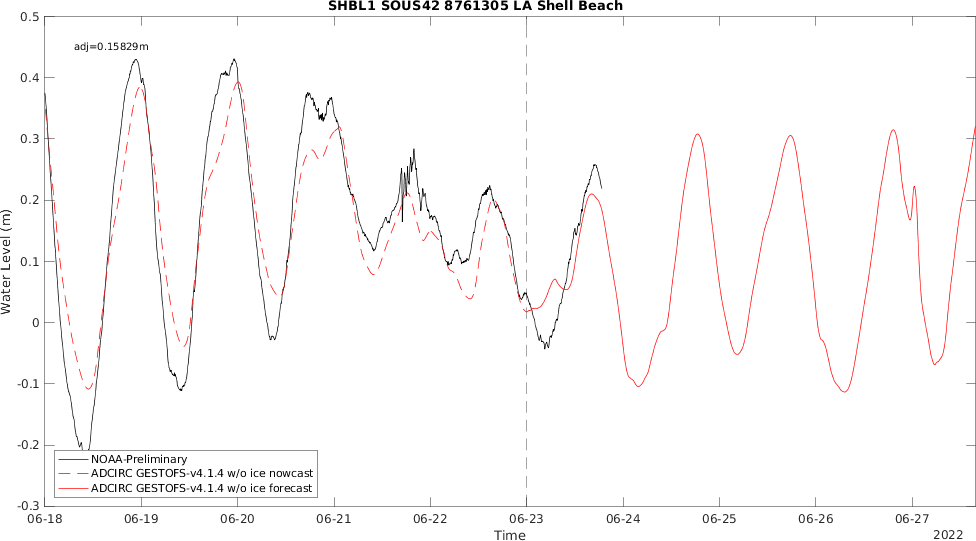 SHBL1 SOUS42 8761305 LA Shell Beach
adj=0.15829m
0.5
0.4
0.3
0.2
0.1
0
-0.1
-0.2
-0.3
Water Level (m)
NOAA-Preliminary
ADCIRC GESTOFS-v4.1.4 w/o ice nowcast
ADCIRC GESTOFS-v4.1.4 w/o ice forecast
06-18 06-19 06-20 06-21 06-22 06-23 06-24 06-25 06-26 06-27
Time
2022